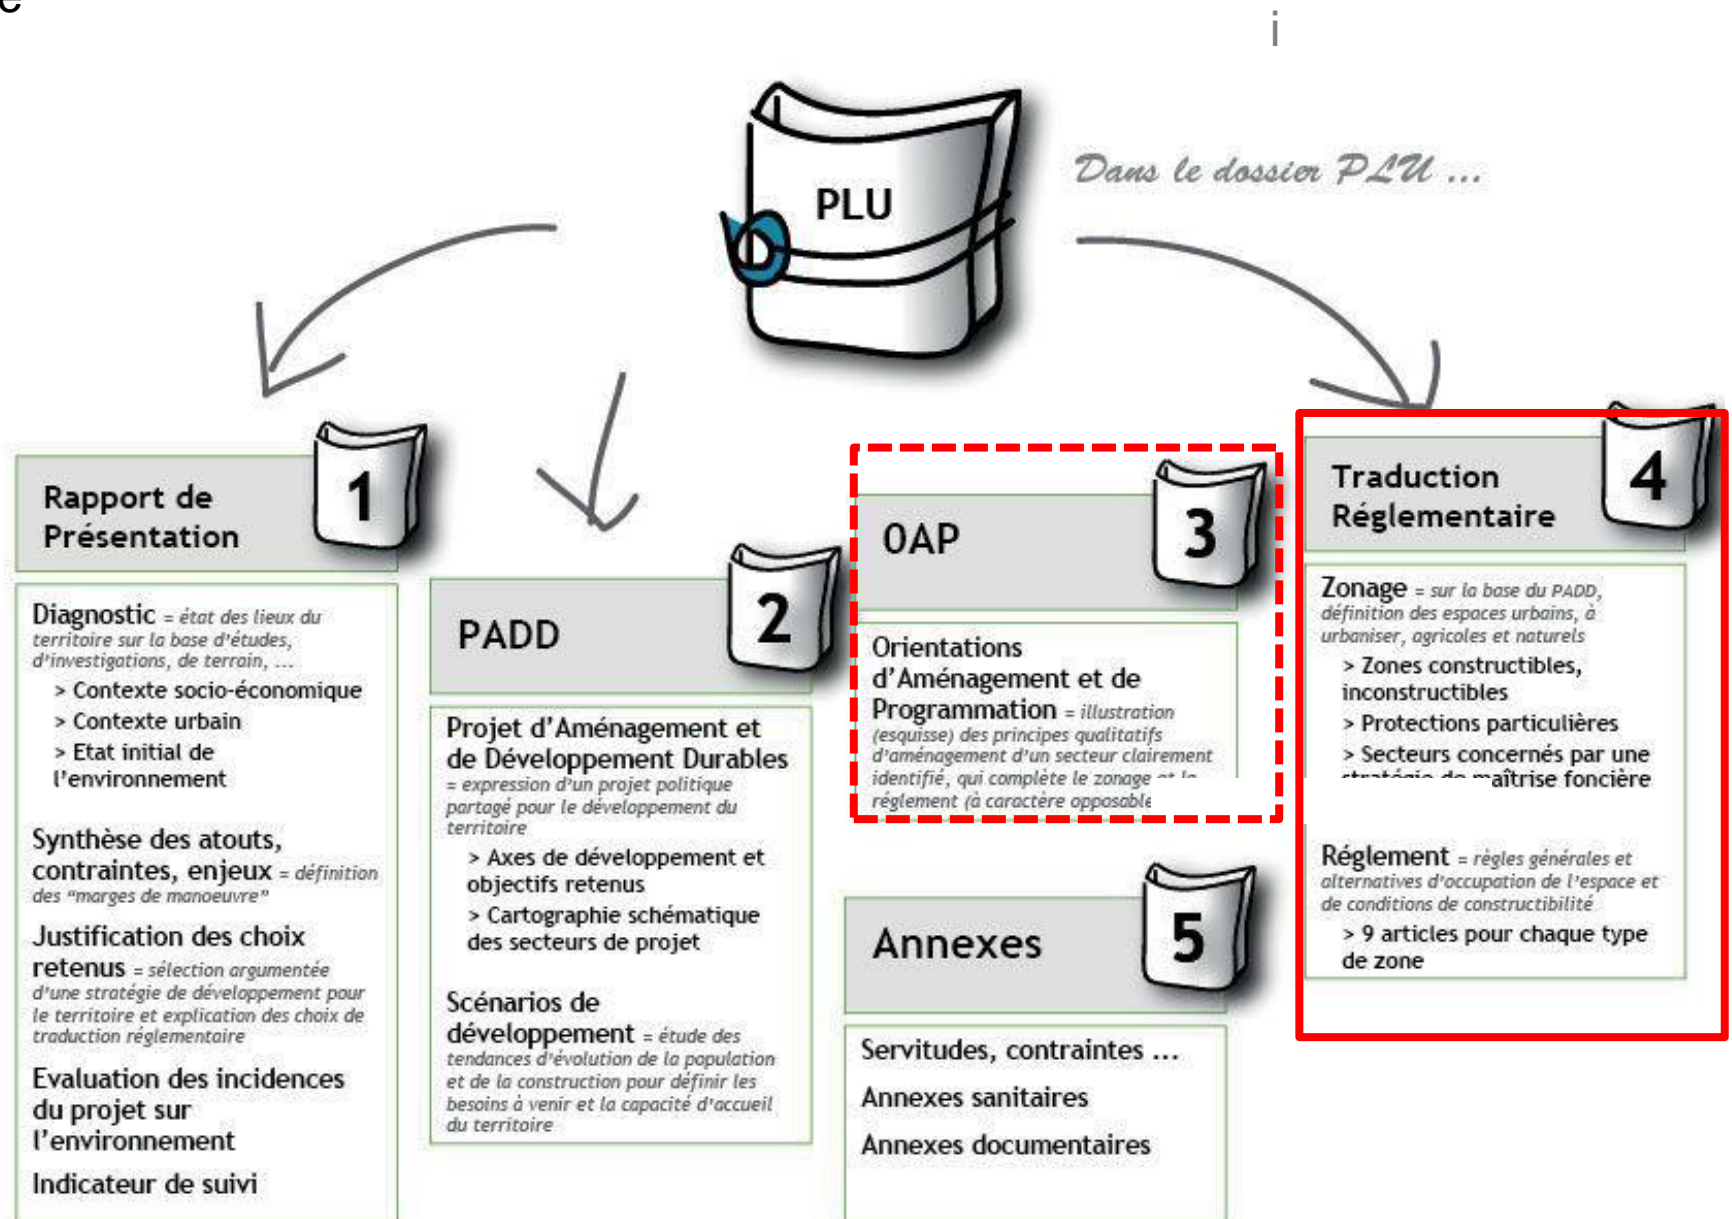 e
i
PLU
Dans le dossier PLU ...
1
Rapport de
Présentation
Diagnostic = état des lieux du
territoire sur la base d'études,
d'investigations, de terrain, ...
> Contexte socio-économique
> Contexte urbain
> Etat initial de
l'environnement
Synthèse des atouts,
contraintes, enjeux = définition
des "marges de manoeuvre"
Justification des choix
retenus = sélection argumentée
d'une stratégie de développement pour
le territoire et explication des choix de
traduction réglementaire
Evaluation des incidences
du projet sur
l'environnement
Indicateur de suivi
2
PADD
Projet d'Aménagement et
de Développement Durables
= expression d'un projet politique
partagé pour le développement du
territoire
> Axes de développement et
objectifs retenus
> Cartographie schématique
des secteurs de projet
Scénarios de
développement = étude des
tendances d'évolution de la population
et de la construction pour définir les
besoins à venir et la capacité d'accueil
du territoire
3
OAP
Orientations
d'Aménagement et de
Programmation = illustration
(esquisse) des principes qualitatifs
d'aménagement d'un secteur clairement
identifié, qui complète le zonage et le
réglement (à caractère opposable
4
Traduction
Réglementaire
Zonage = sur la base du PADD,
définition des espaces urbains, à
urbaniser, agricoles et naturels
> Zones constructibles,
inconstructibles
> Protections particulières
> Secteurs concernés par une
stratégie de maîtrise foncière
Réglement = règles générales et
alternatives d'occupation de l'espace et
de conditions de constructibilité
> 9 articles pour chaque type
de zone
5
Annexes
Servitudes, contraintes ...
Annexes sanitaires
Annexes documentaires